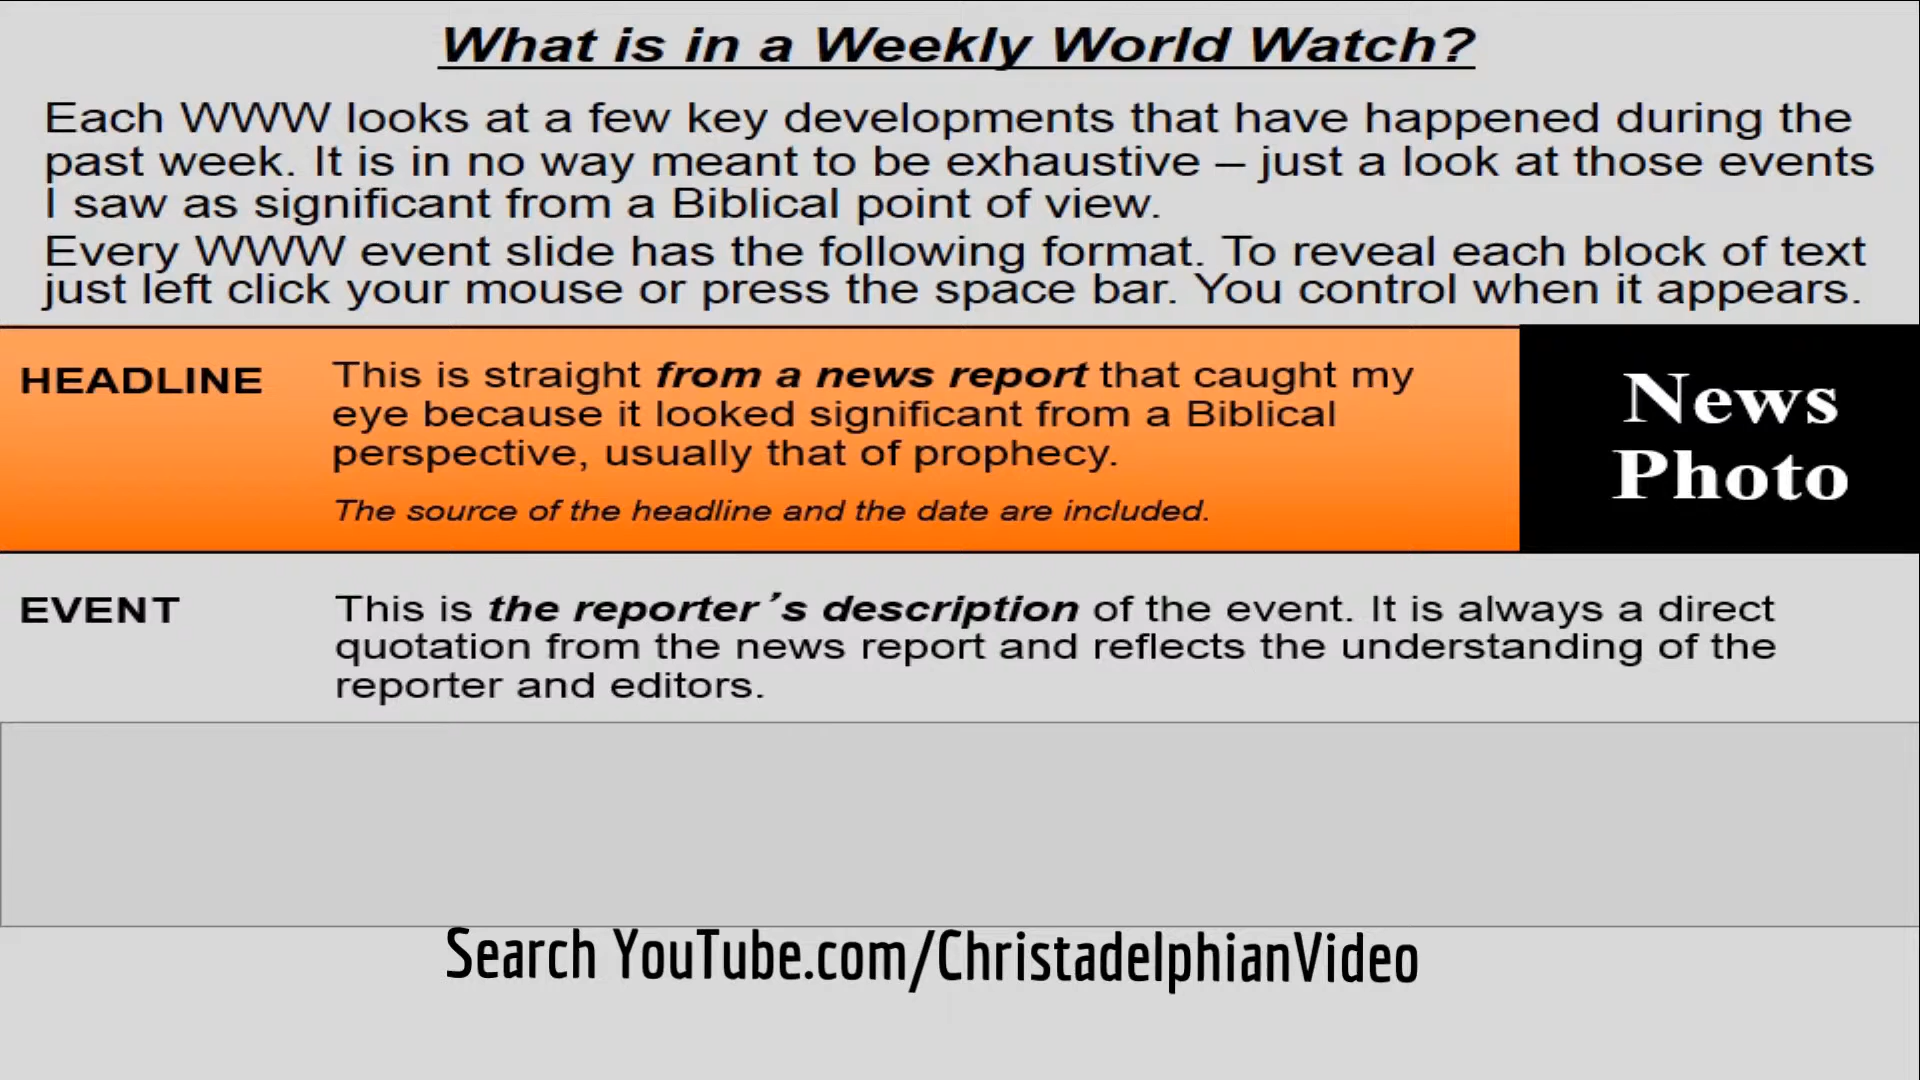 What is in a Weekly World Watch?
Each WWW looks at a few key developments that have happened during the
past week. It is in no way meant to be exhaustive – just a look at those events
I saw as significant from a Biblical point of view.
Every WWW event slide has the following format. To reveal each block of text
just left click your mouse or press the space bar. You control when it appears.
HEADLINE
This is straight from a news report that caught my
eye because it looked significant from a Biblical
perspective, usually that of prophecy.
The source of the headline and the date are included.
News
Photo
EVENT
This is the reporter’s description of the event. It is always a direct
quotation from the news report and reflects the understanding of the
reporter and editors.
Search YouTube.com/ChristadelphianVideo